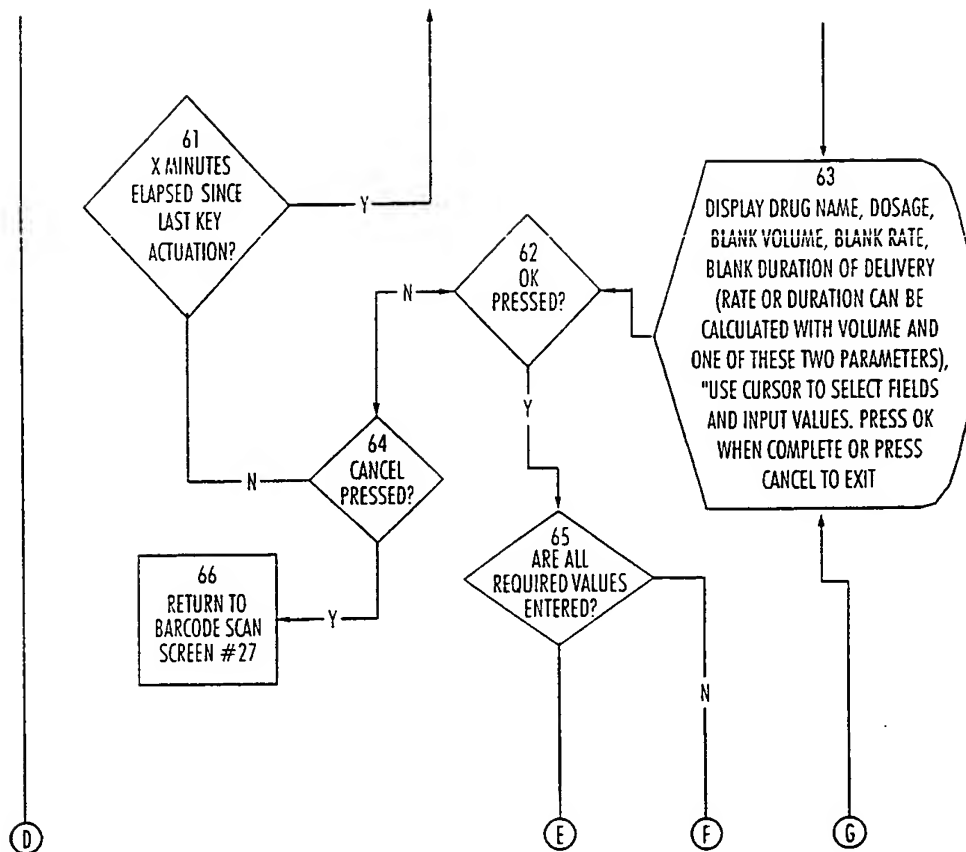 61
X MINUTES
ELAPSED SINCE
LAST KEY
ACTUATION?
Y
62
OK
PRESSED?
N
Y
63
DISPLAY DRUG NAME, DOSAGE,
BLANK VOLUME, BLANK RATE,
BLANK DURATION OF DELIVERY
(RATE OR DURATION CAN BE
CALCULATED WITH VOLUME AND
ONE OF THESE TWO PARAMETERS),
"USE CURSOR TO SELECT FIELDS
AND INPUT VALUES. PRESS OK
WHEN COMPLETE OR PRESS
CANCEL TO EXIT
64
CANCEL
PRESSED?
N
Y
65
ARE ALL
REQUIRED VALUES
ENTERED?
N
66
RETURN TO
BARCODE SCAN
SCREEN #27
D
E
F
G